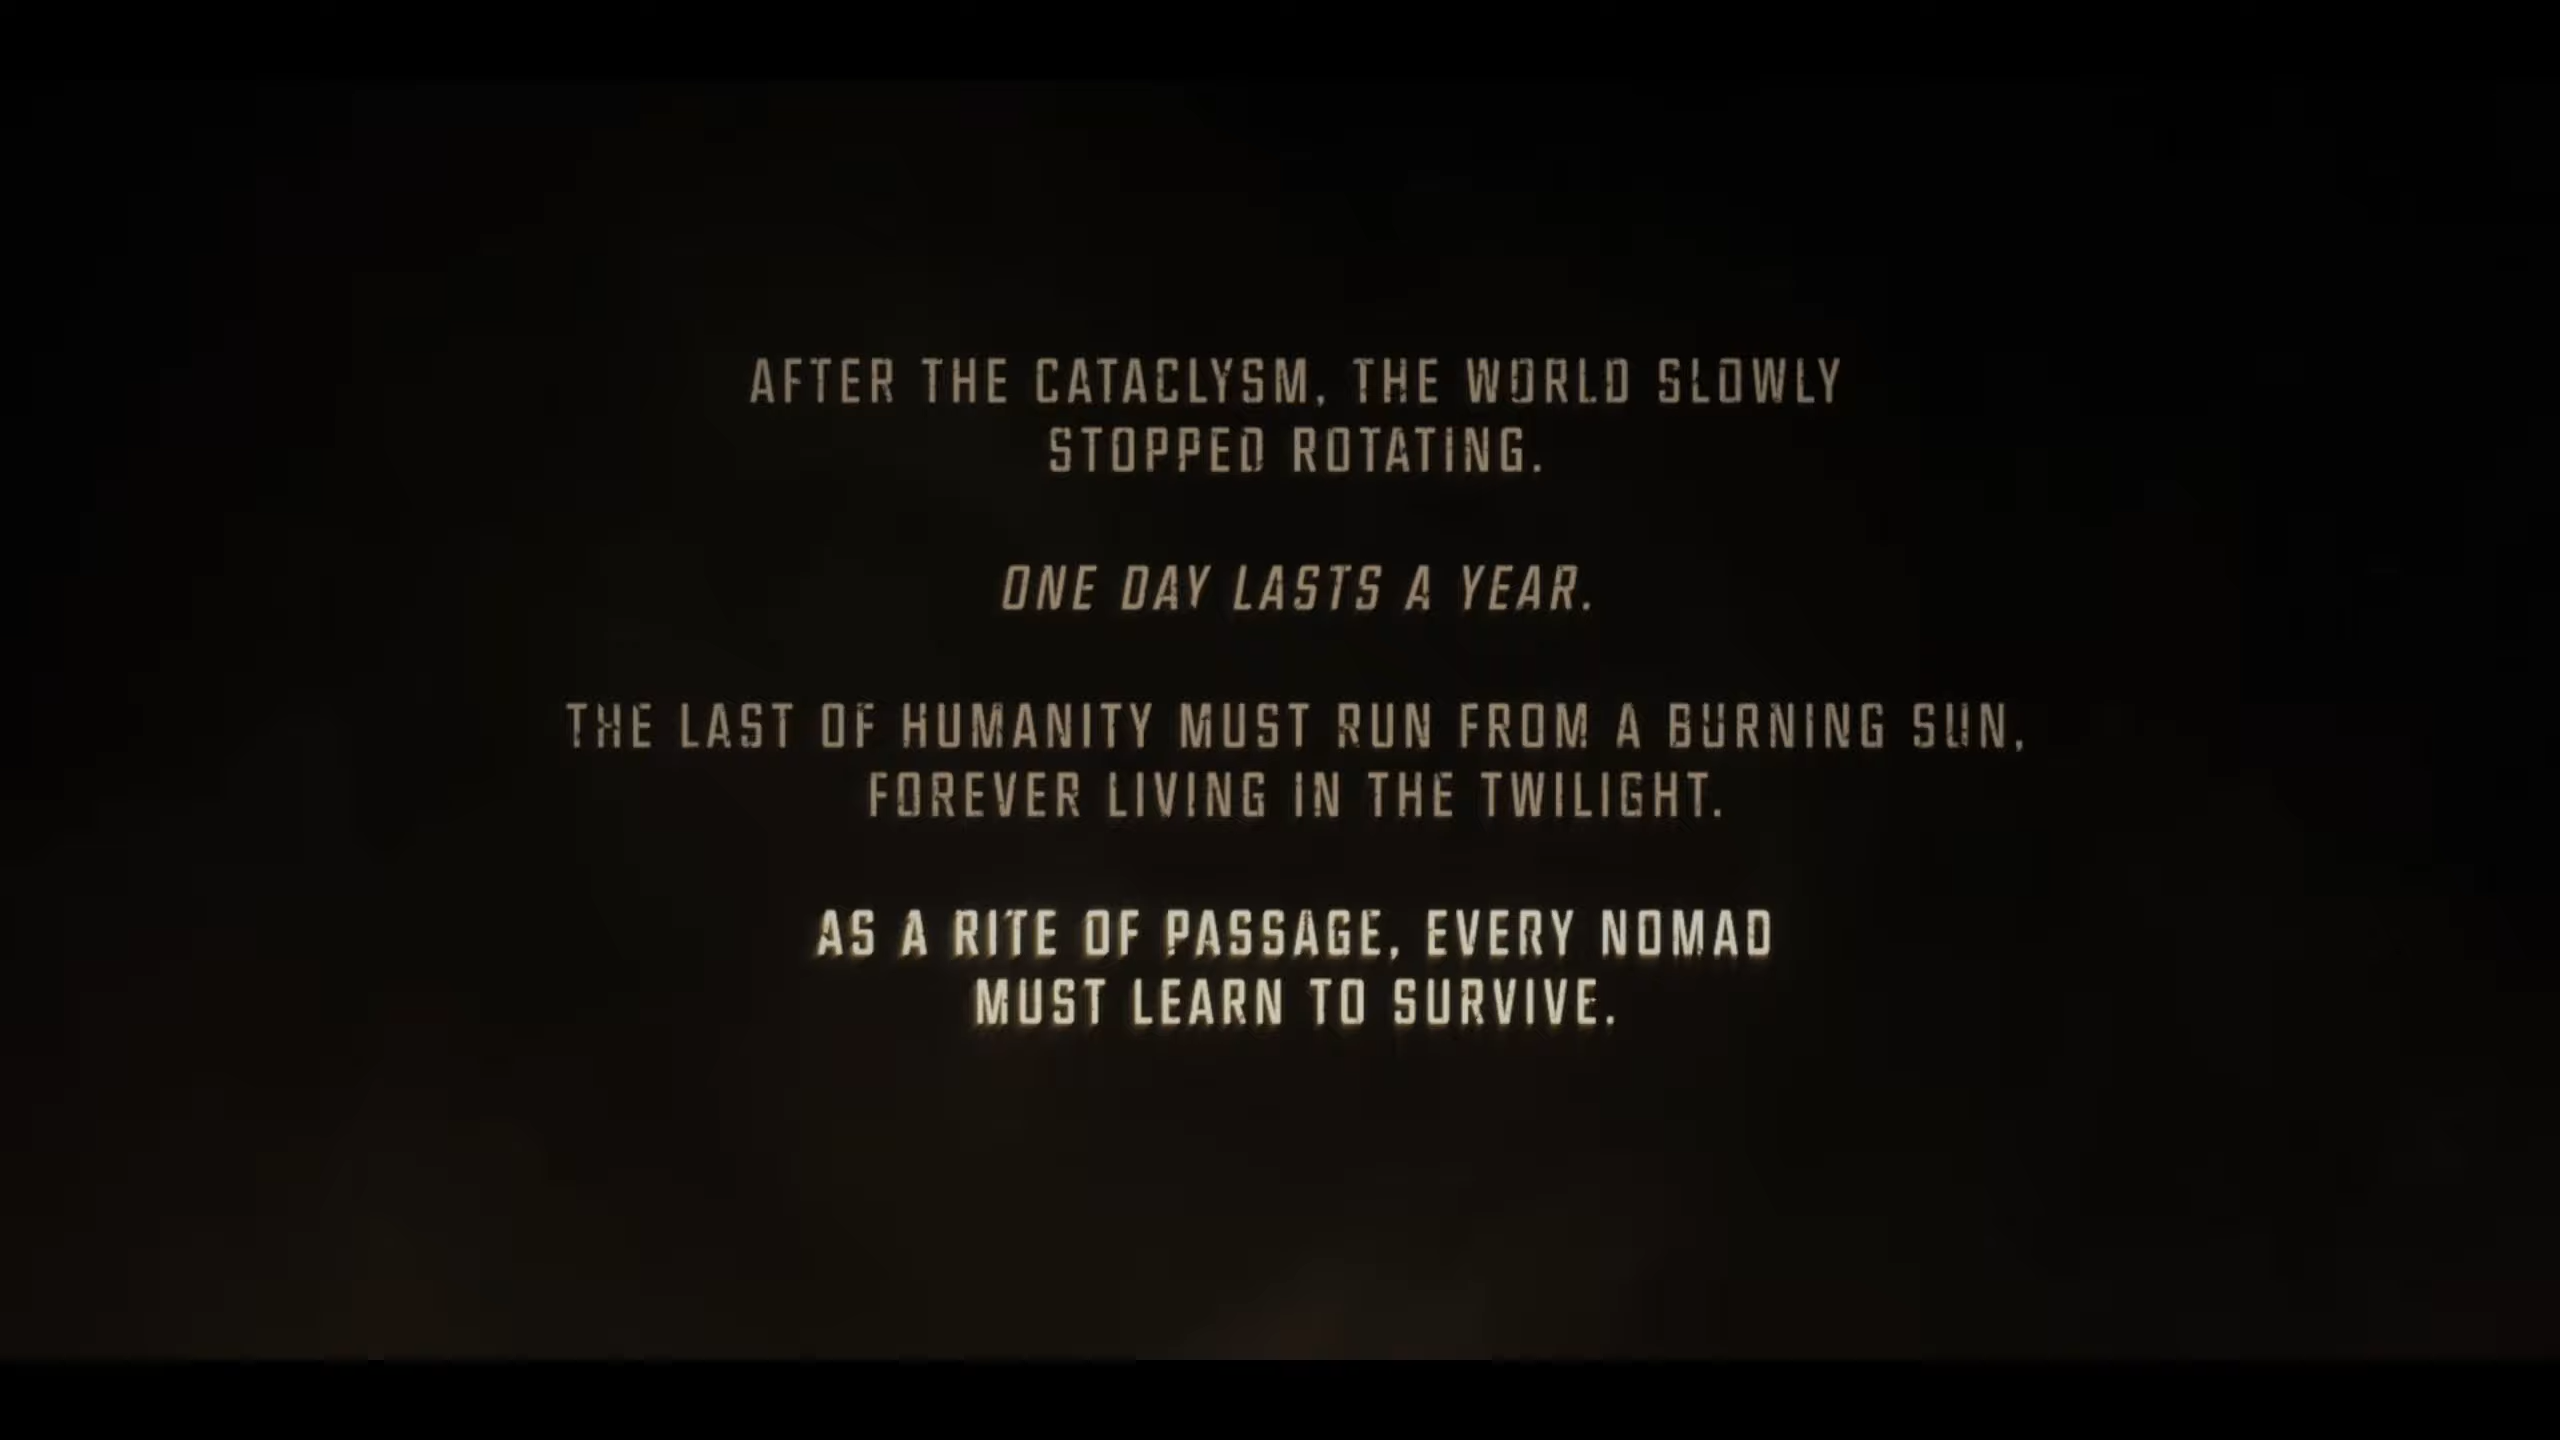 AFTER THE CATACLYSM, THE WORLD SLOWLY
STOPPED ROTATING.
ONE DAY LASTS A YEAR.
THE LAST OF HUMANITY MUST RUN FROM A BURNING SUN,
FOREVER LIVING IN THE TWILIGHT.
AS A RITE OF PASSAGE, EVERY NOMAD
MUST LEARN TO SURVIVE.